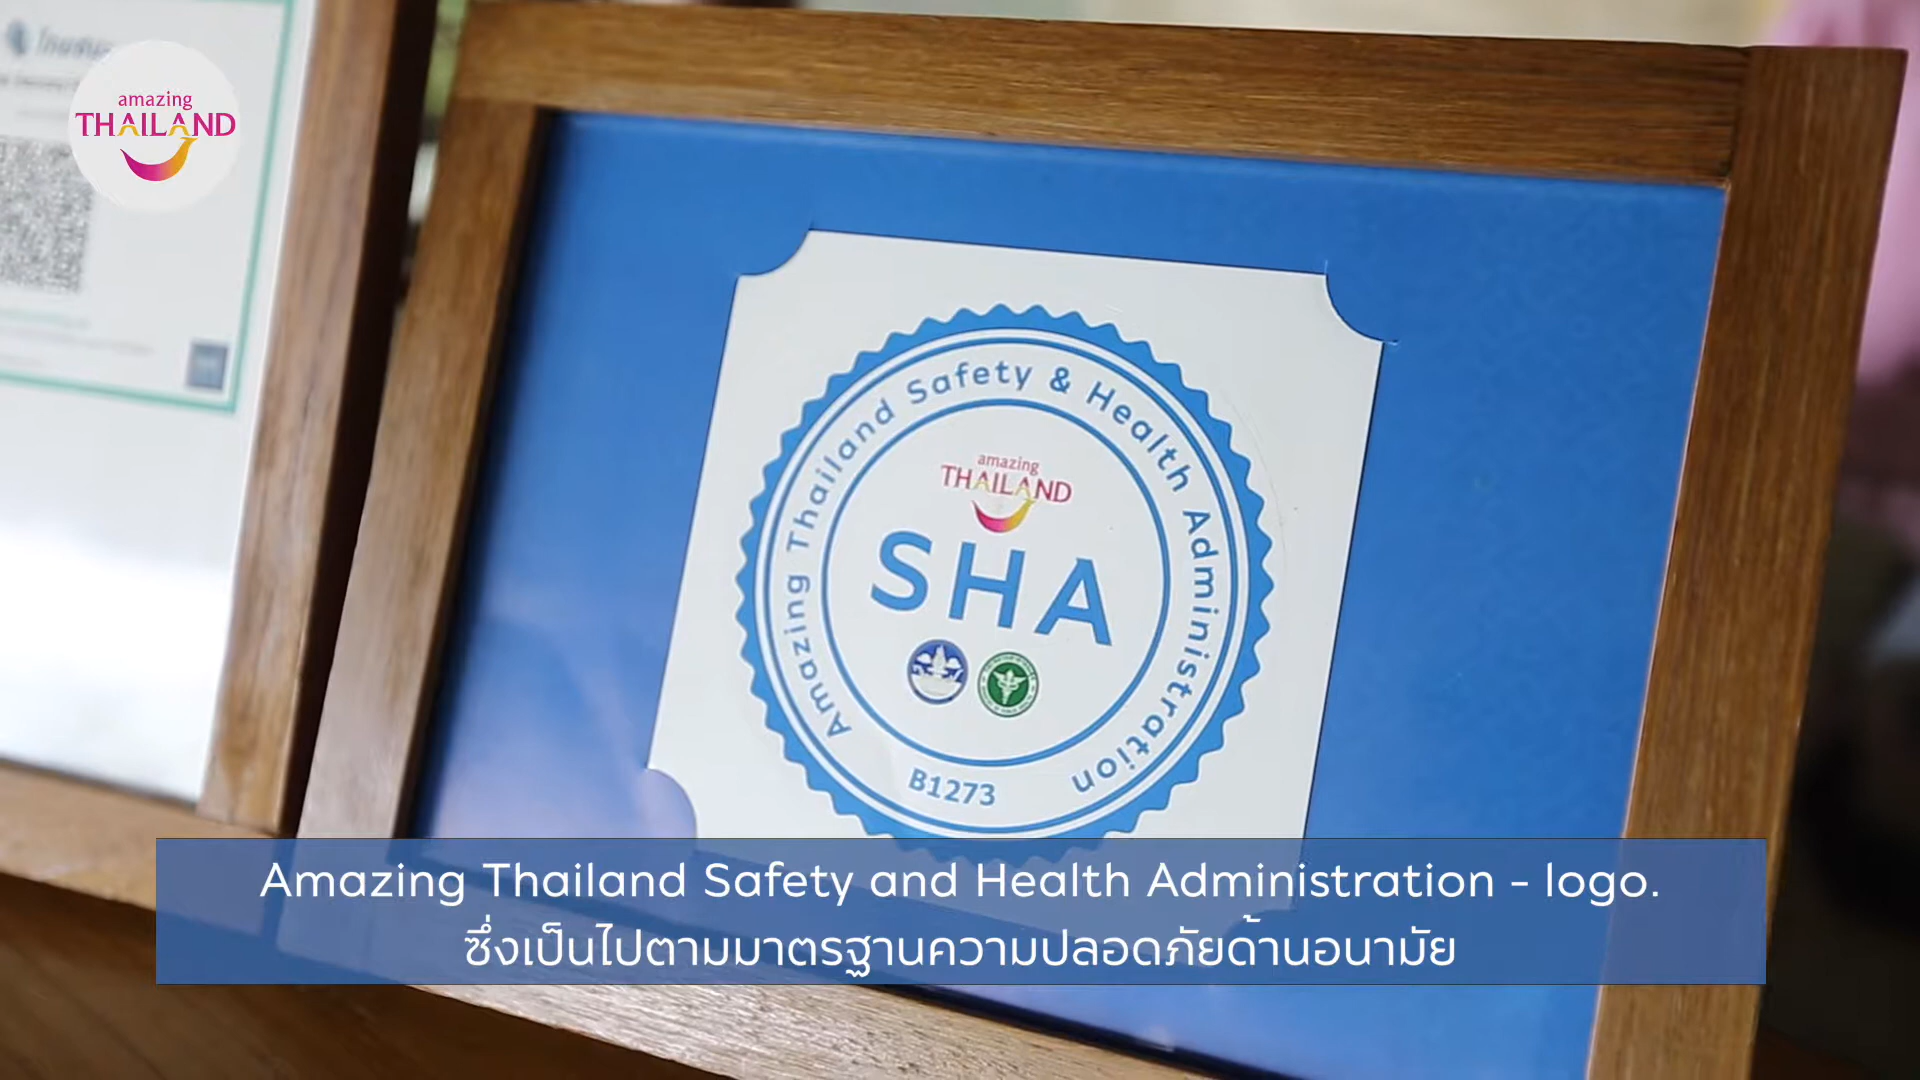 amazing
THAILAND
Amazing Thailand Safety & Health Administration
amazing
THAILAND
SHA
B1273
Amazing Thailand Safety and Health Administration - logo.
ซึ่งเป็นไปตามมาตรฐานความปลอดภัยด้านอนามัย